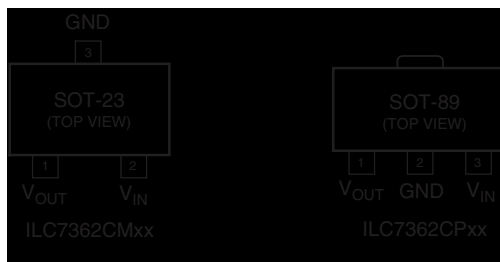 GND
3
SOT-23
(TOP VIEW)
1 2
VOUT VIN
ILC7362CMxx
SOT-89
(TOP VIEW)
1 2 3
VOUT GND VIN
ILC7362CPxx